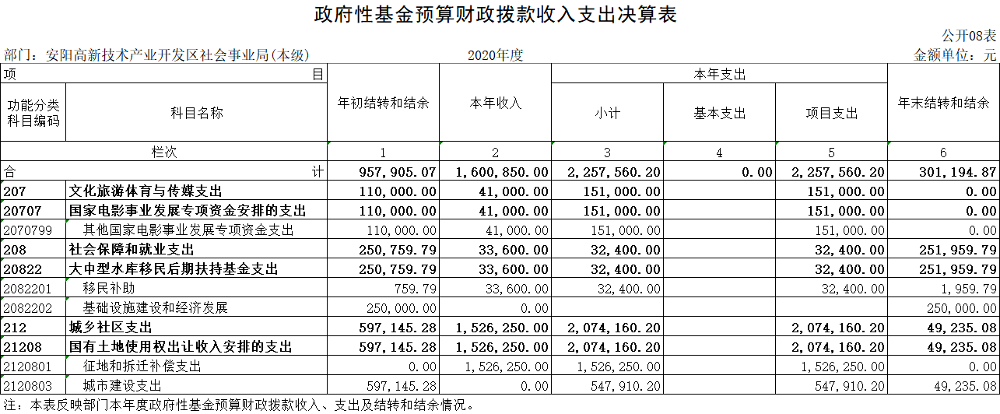 政府性基金预算财政拨款收入支出决算表
公开08表
部门：安阳高新技术产业开发区社会事业局(本级) 2020年度 金额单位：元
项 目 年初结转和结余 本年收入 本年支出 年末结转和结余
功能分类科目编码 科目名称 小计 基本支出 项目支出
栏次 1 2 3 4 5 6
合 计 957,905.07 1,600,850.00 2,257,560.20 0.00 2,257,560.20 301,194.87
207 文化旅游体育与传媒支出 110,000.00 41,000.00 151,000.00 151,000.00 0.00
20707 国家电影事业发展专项资金安排的支出 110,000.00 41,000.00 151,000.00 151,000.00 0.00
2070799 其他国家电影事业发展专项资金支出 110,000.00 41,000.00 151,000.00 151,000.00 0.00
208 社会保障和就业支出 250,759.79 33,600.00 32,400.00 32,400.00 251,959.79
20822 大中型水库移民后期扶持基金支出 250,759.79 33,600.00 32,400.00 32,400.00 251,959.79
2082201 移民补助 759.79 33,600.00 32,400.00 32,400.00 1,959.79
2082202 基础设施建设和经济发展 250,000.00 0.00 250,000.00
212 城乡社区支出 597,145.28 1,526,250.00 2,074,160.20 2,074,160.20 49,235.08
21208 国有土地使用权出让收入安排的支出 597,145.28 1,526,250.00 2,074,160.20 2,074,160.20 49,235.08
2120801 征地和拆迁补偿支出 0.00 1,526,250.00 1,526,250.00 1,526,250.00 0.00
2120803 城市建设支出 597,145.28 0.00 547,910.20 547,910.20 49,235.08
注：本表反映部门本年度政府性基金预算财政拨款收入、支出及结转和结余情况。